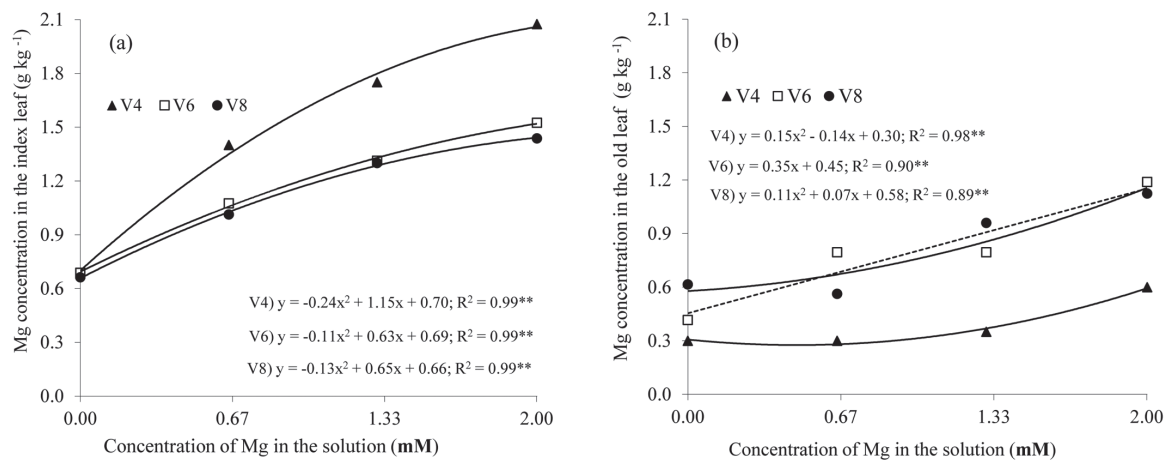 (a)
Mg concentration in the index leaf (g kg⁻¹)
2.1
1.8
1.5
1.2
0.9
0.6
0.3
0.0
▲ V4 □ V6 ● V8
V4) y = -0.24x² + 1.15x + 0.70; R² = 0.99**
V6) y = -0.11x² + 0.63x + 0.69; R² = 0.99**
V8) y = -0.13x² + 0.65x + 0.66; R² = 0.99**
0.00 0.67 1.33 2.00
Concentration of Mg in the solution (mM)
(b)
Mg concentration in the old leaf (g kg⁻¹)
2.1
1.8
1.5
1.2
0.9
0.6
0.3
0.0
▲ V4 □ V6 ● V8
V4) y = 0.15x² - 0.14x + 0.30; R² = 0.98**
V6) y = 0.35x + 0.45; R² = 0.90**
V8) y = 0.11x² + 0.07x + 0.58; R² = 0.89**
0.00 0.67 1.33 2.00
Concentration of Mg in the solution (mM)